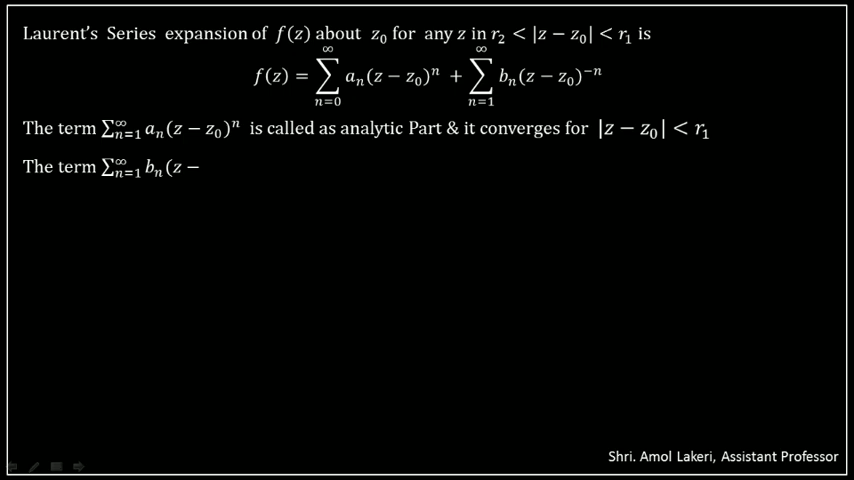 Laurent's Series expansion of f(z) about z₀ for any z in r₂ < |z − z₀| < r₁ is
f(z) = ∑_{n=0}^{∞} aₙ(z − z₀)ⁿ + ∑_{n=1}^{∞} bₙ(z − z₀)⁻ⁿ
The term ∑_{n=1}^{∞} aₙ(z − z₀)ⁿ is called as analytic Part & it converges for |z − z₀| < r₁
The term ∑_{n=1}^{∞} bₙ(z −
Shri. Amol Lakeri, Assistant Professor